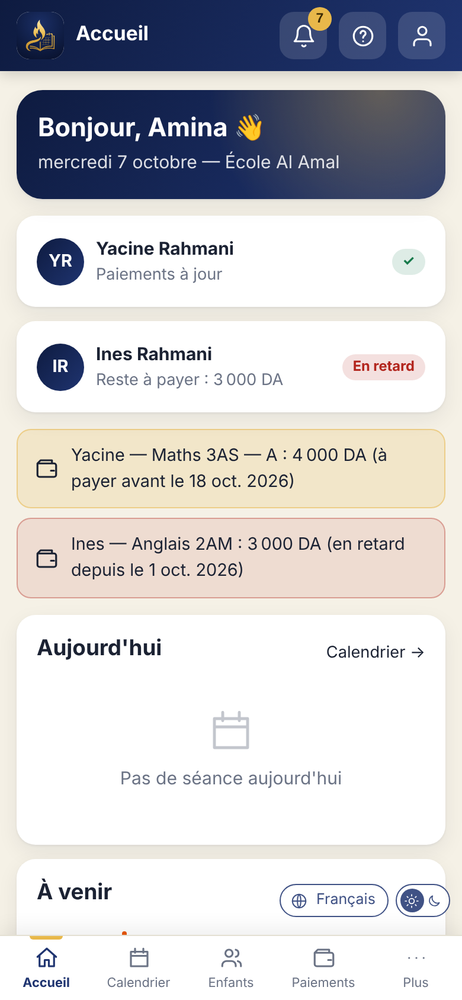 Accueil
7
Bonjour, Amina 👋
mercredi 7 octobre — École Al Amal
YR
Yacine Rahmani
Paiements à jour
IR
Ines Rahmani
Reste à payer : 3 000 DA
En retard
Yacine — Maths 3AS — A : 4 000 DA (à
payer avant le 18 oct. 2026)
Ines — Anglais 2AM : 3 000 DA (en retard
depuis le 1 oct. 2026)
Aujourd'hui
Calendrier →
Pas de séance aujourd'hui
À venir
Français
Accueil
Calendrier
Enfants
Paiements
Plus